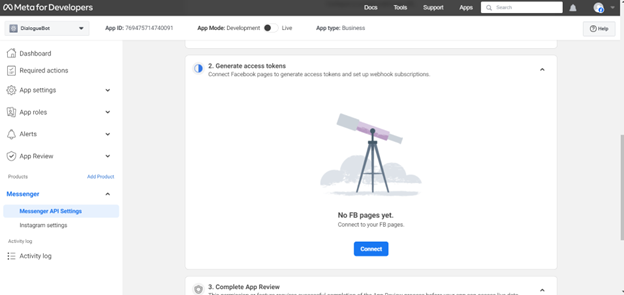 Meta for Developers
Docs
Tools
Support
Apps
Search
DialogueBot
App ID: 769475714740091
App Mode: Development
Live
App type: Business
Help
Dashboard
Required actions
App settings
App roles
Alerts
App Review
Products
Add Product
Messenger
Messenger API Settings
Instagram settings
Activity log
Activity log
2. Generate access tokens
Connect Facebook pages to generate access tokens and set up webhook subscriptions.
No FB pages yet.
Connect to your FB pages.
Connect
3. Complete App Review